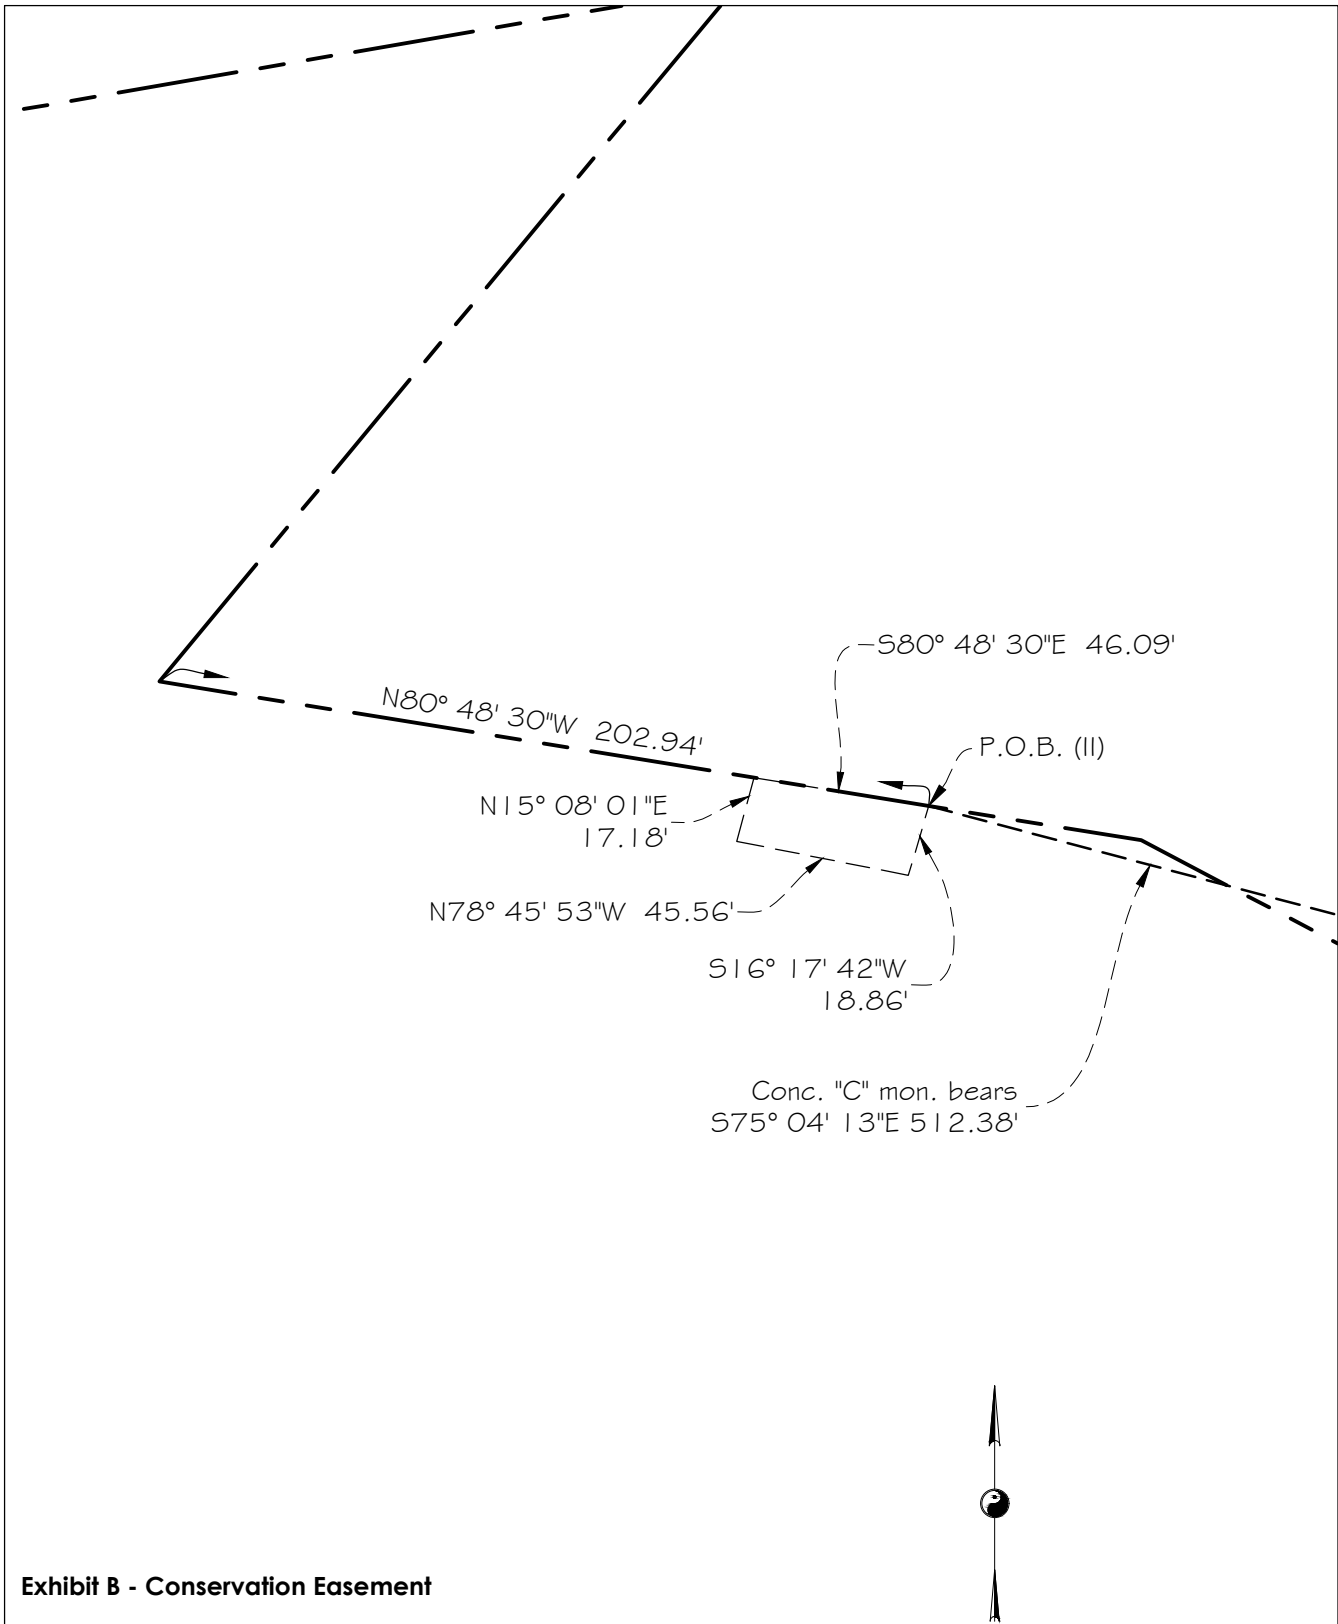 S80° 48' 30"E 46.09'
N80° 48' 30"W 202.94'
P.O.B. (II)
N15° 08' 01"E
17.18'
N78° 45' 53"W 45.56'
S16° 17' 42"W
18.86'
Conc. "C" mon. bears
S75° 04' 13"E 512.38'
Exhibit B - Conservation Easement